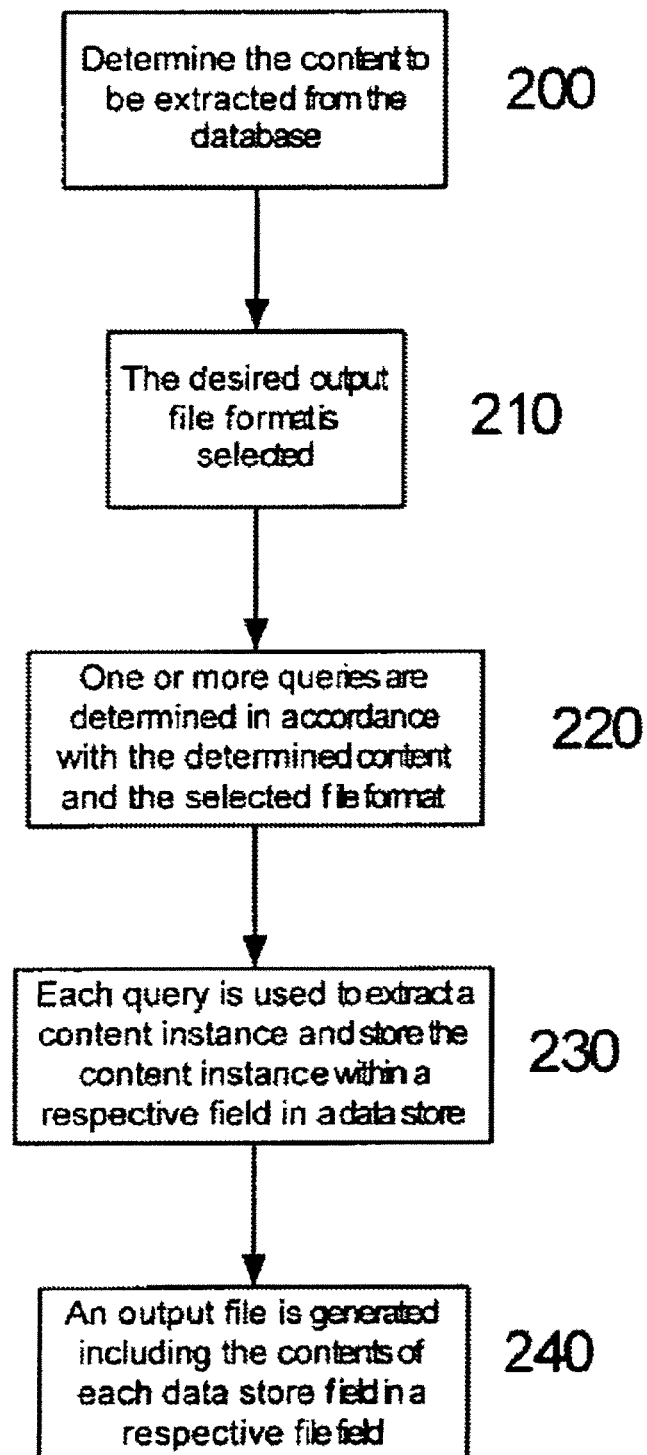 Determine the content to
be extracted from the
database
200
The desired output
file format is
selected
210
One or more queries are
determined in accordance
with the determined content
and the selected file format
220
Each query is used to extract a
content instance and store the
content instance within a
respective field in a data store
230
An output file is generated
including the contents of
each data store field in a
respective file field
240